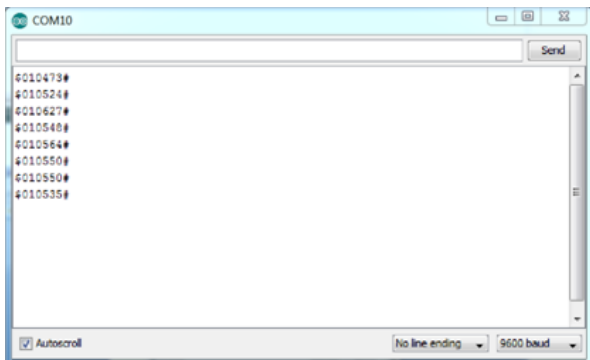 COM10
Send
&010473#
&010524#
&010627#
&010548#
&010564#
&010550#
&010550#
&010535#
Autoscroll
No line ending
9600 baud